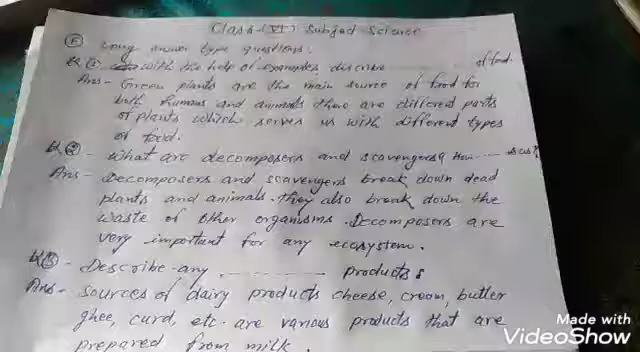 Class-(VI) Subject Science
(F) Long answer type questions.
Q(1) with the help of examples describe ........... of food.
Ans- Green plants are the main source of food for
both humans and animals there are different parts
of plants which serves us with different types
of food.
Q(2)- What are decomposers and scavengers? How ........
Ans- Decomposers and scavengers break down dead
plants and animals. they also break down the
waste of other organisms. Decomposers are
very important for any ecosystem.
Q(3)- Describe any .............. products.
Ans- Sources of dairy products cheese, cream, butter
ghee, curd, etc. are various products that are
prepared from milk.
Made with
VideoShow